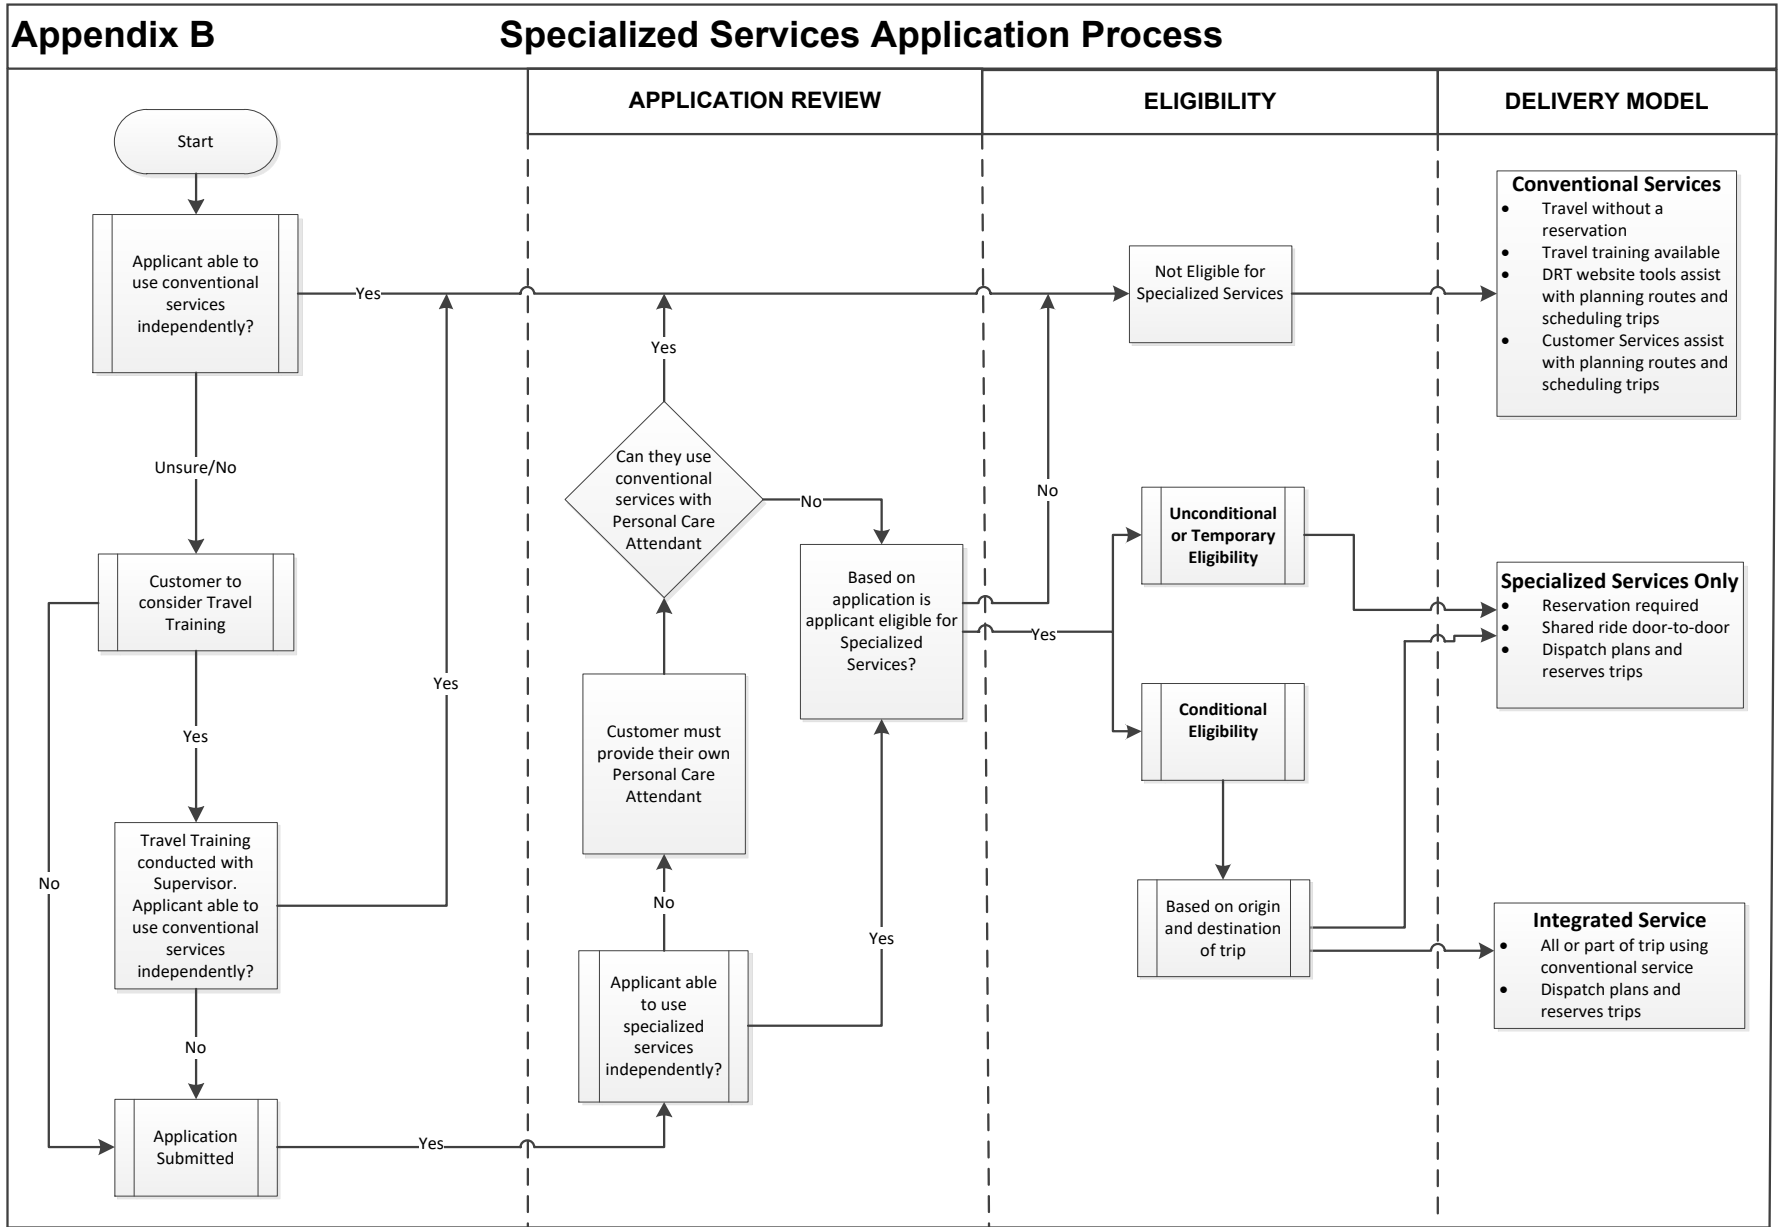 Appendix B
Specialized Services Application Process
APPLICATION REVIEW
ELIGIBILITY
DELIVERY MODEL
Start
Applicant able to
use conventional
services
independently?
Yes
Unsure/No
Customer to
consider Travel
Training
Yes
No
Travel Training
conducted with
Supervisor.
Applicant able to
use conventional
services
independently?
Yes
No
Application
Submitted
Yes
Yes
Can they use
conventional
services with
Personal Care
Attendant
No
Customer must
provide their own
Personal Care
Attendant
No
Applicant able
to use
specialized
services
independently?
Yes
Based on
application is
applicant eligible for
Specialized
Services?
No
Yes
Not Eligible for
Specialized Services
Unconditional
or Temporary
Eligibility
Conditional
Eligibility
Based on origin
and destination
of trip
Conventional Services
• Travel without a
reservation
• Travel training available
• DRT website tools assist
with planning routes and
scheduling trips
• Customer Services assist
with planning routes and
scheduling trips
Specialized Services Only
• Reservation required
• Shared ride door-to-door
• Dispatch plans and
reserves trips
Integrated Service
• All or part of trip using
conventional service
• Dispatch plans and
reserves trips